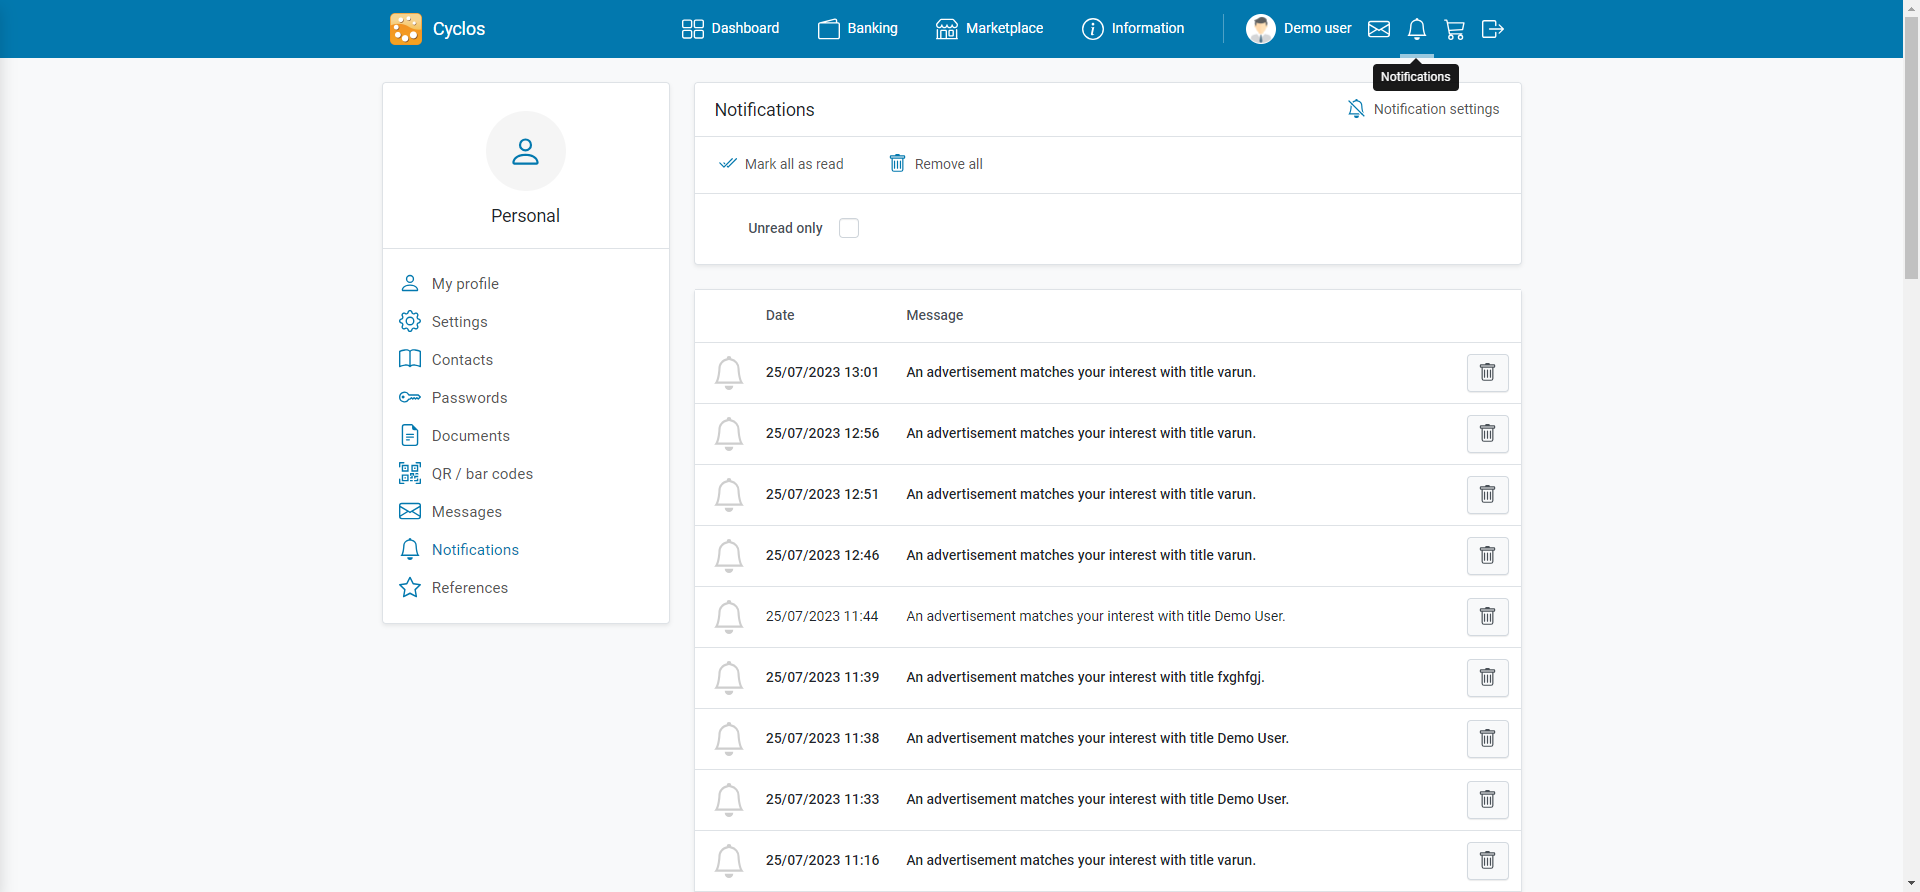 Cyclos
Dashboard
Banking
Marketplace
Information
Demo user
Notifications
Personal
My profile
Settings
Contacts
Passwords
Documents
QR / bar codes
Messages
Notifications
References
Notifications
Notification settings
Mark all as read
Remove all
Unread only
Date Message
25/07/2023 13:01 An advertisement matches your interest with title varun.
25/07/2023 12:56 An advertisement matches your interest with title varun.
25/07/2023 12:51 An advertisement matches your interest with title varun.
25/07/2023 12:46 An advertisement matches your interest with title varun.
25/07/2023 11:44 An advertisement matches your interest with title Demo User.
25/07/2023 11:39 An advertisement matches your interest with title fxghfgj.
25/07/2023 11:38 An advertisement matches your interest with title Demo User.
25/07/2023 11:33 An advertisement matches your interest with title Demo User.
25/07/2023 11:16 An advertisement matches your interest with title varun.